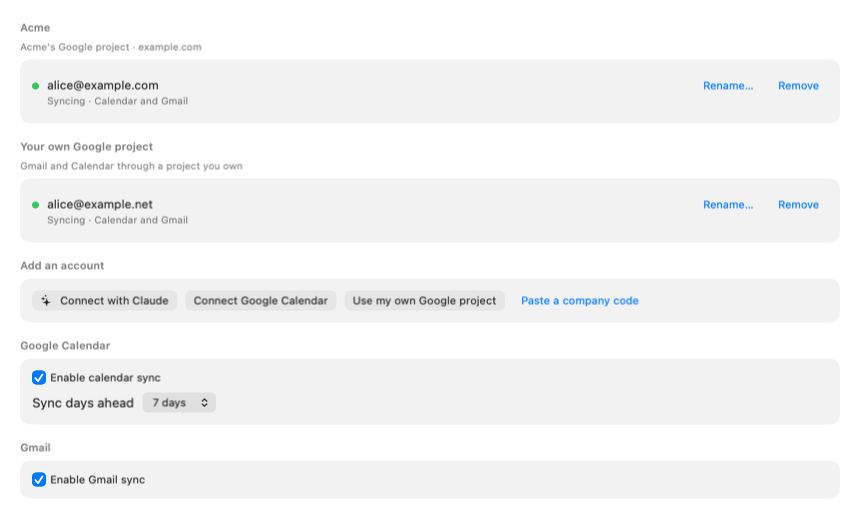 Acme
Acme's Google project · example.com
alice@example.com
Rename...
Remove
Syncing · Calendar and Gmail
Your own Google project
Gmail and Calendar through a project you own
alice@example.net
Rename...
Remove
Syncing · Calendar and Gmail
Add an account
Connect with Claude
Connect Google Calendar
Use my own Google project
Paste a company code
Google Calendar
Enable calendar sync
Sync days ahead
7 days
Gmail
Enable Gmail sync